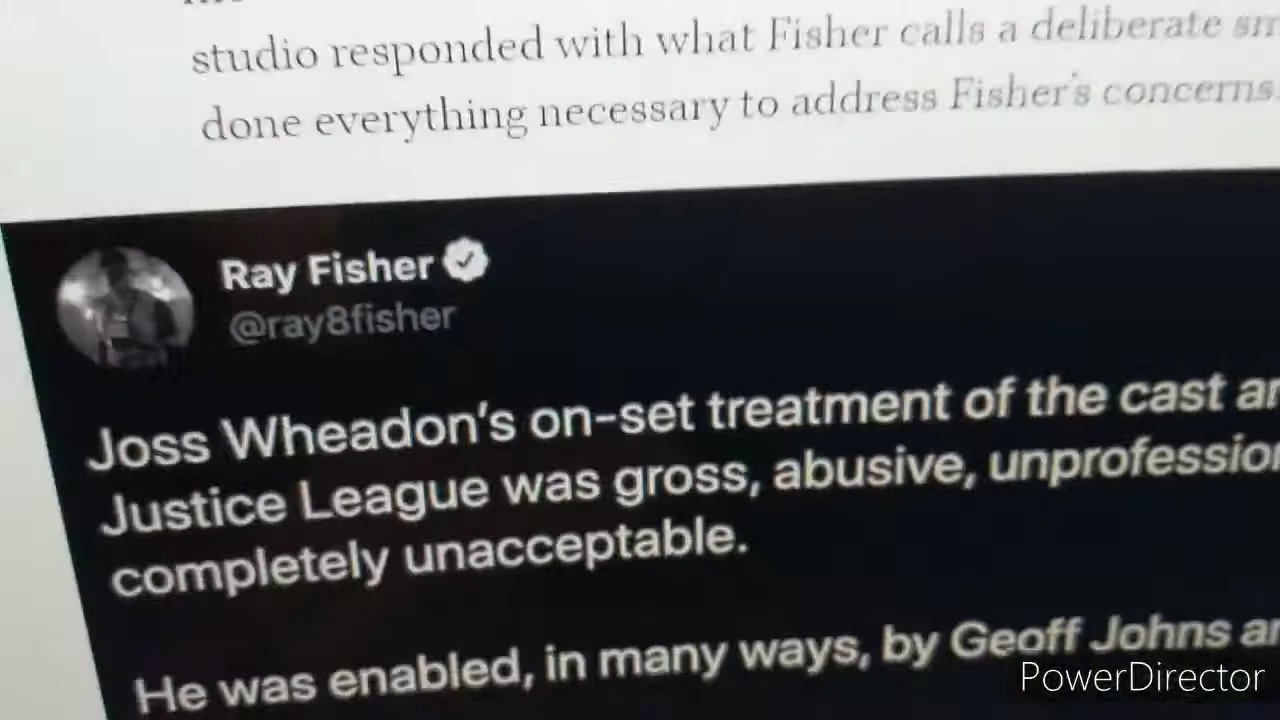 studio responded with what Fisher calls a deliberate
done everything necessary to address Fisher's concerns.
Ray Fisher
@ray8fisher
Joss Wheadon's on-set treatment of the cast
Justice League was gross, abusive,
completely unacceptable.
He was enabled, in many ways, by Geoff Johns
PowerDirector